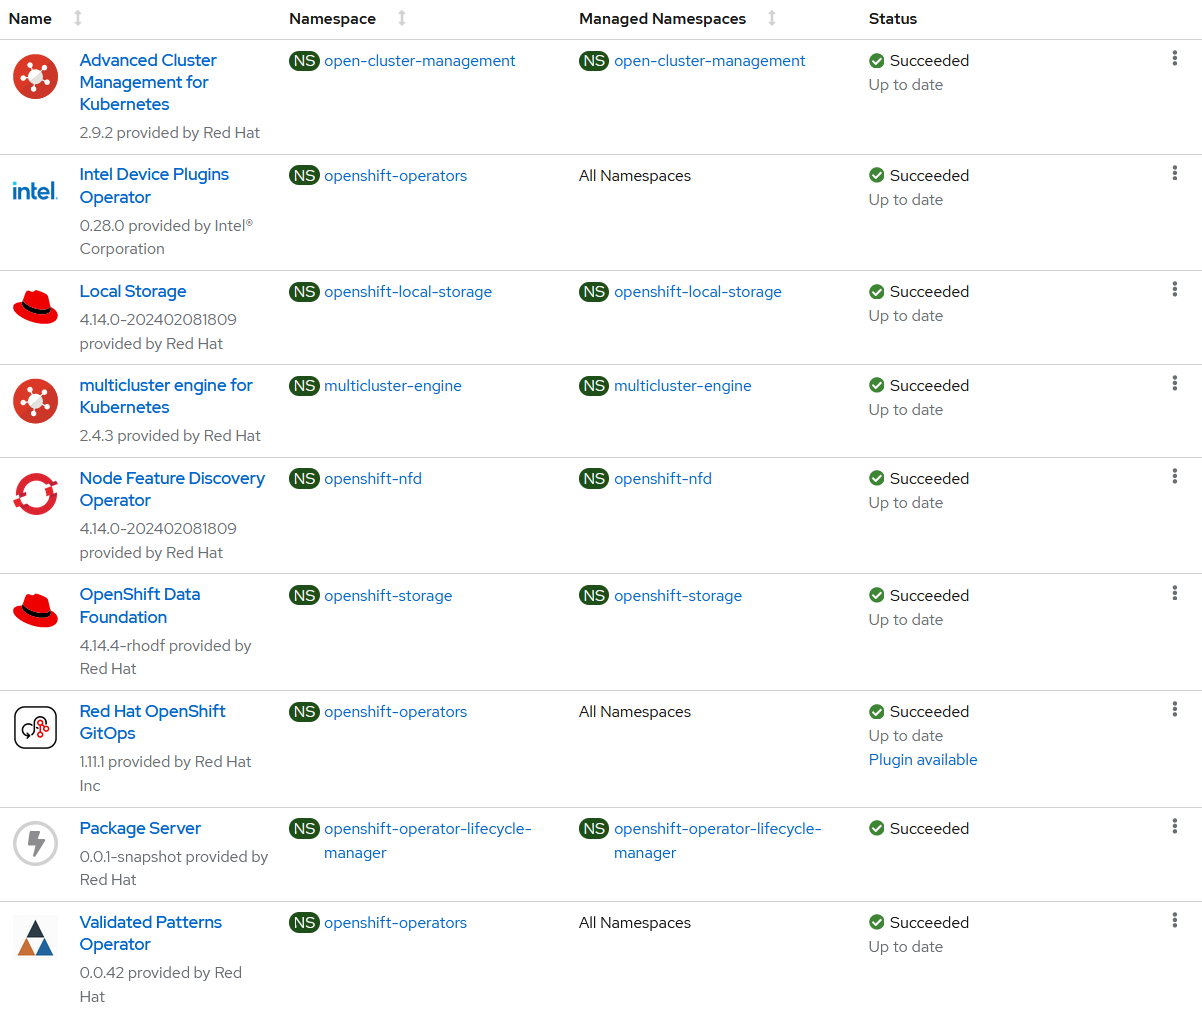 Name Namespace Managed Namespaces Status
Advanced Cluster
Management for
Kubernetes
2.9.2 provided by Red Hat
NS open-cluster-management
NS open-cluster-management
Succeeded
Up to date
intel.
Intel Device Plugins
Operator
0.28.0 provided by Intel®
Corporation
NS openshift-operators
All Namespaces
Succeeded
Up to date
Local Storage
4.14.0-202402081809
provided by Red Hat
NS openshift-local-storage
NS openshift-local-storage
Succeeded
Up to date
multicluster engine for
Kubernetes
2.4.3 provided by Red Hat
NS multicluster-engine
NS multicluster-engine
Succeeded
Up to date
Node Feature Discovery
Operator
4.14.0-202402081809
provided by Red Hat
NS openshift-nfd
NS openshift-nfd
Succeeded
Up to date
OpenShift Data
Foundation
4.14.4-rhodf provided by
Red Hat
NS openshift-storage
NS openshift-storage
Succeeded
Up to date
Red Hat OpenShift
GitOps
1.11.1 provided by Red Hat
Inc
NS openshift-operators
All Namespaces
Succeeded
Up to date
Plugin available
Package Server
0.0.1-snapshot provided by
Red Hat
NS openshift-operator-lifecycle-
manager
NS openshift-operator-lifecycle-
manager
Succeeded
Validated Patterns
Operator
0.0.42 provided by Red
Hat
NS openshift-operators
All Namespaces
Succeeded
Up to date